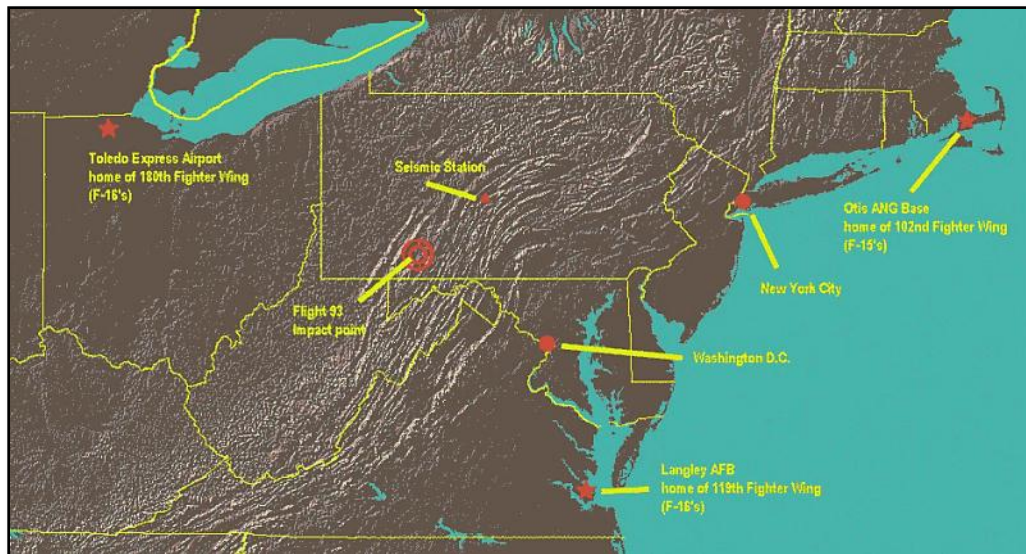 Toledo Express Airport
home of 180th Fighter Wing
(F-16's)
Seismic Station
Otis ANG Base
home of 102nd Fighter Wing
(F-15's)
New York City
Flight 93
Impact point
Washington D.C.
Langley AFB
home of 119th Fighter Wing
(F-16's)